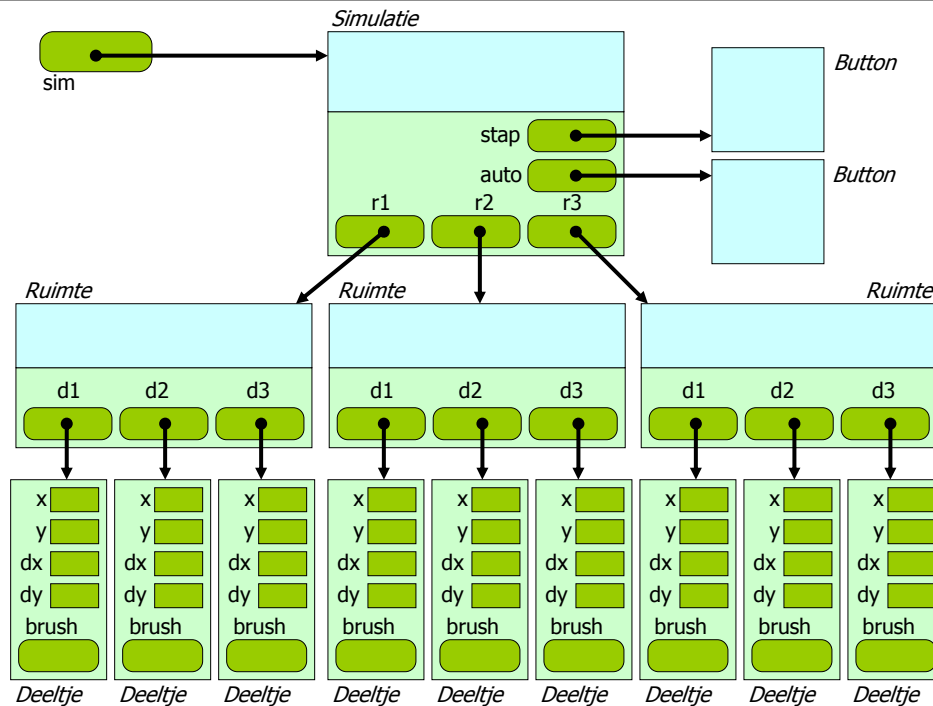 Simulatie
sim
Button
stap
auto
Button
r1 r2 r3
Ruimte Ruimte Ruimte
d1 d2 d3 d1 d2 d3 d1 d2 d3
x x x x x x x x x
y y y y y y y y y
dx dx dx dx dx dx dx dx dx
dy dy dy dy dy dy dy dy dy
brush brush brush brush brush brush brush brush brush
Deeltje Deeltje Deeltje Deeltje Deeltje Deeltje Deeltje Deeltje Deeltje